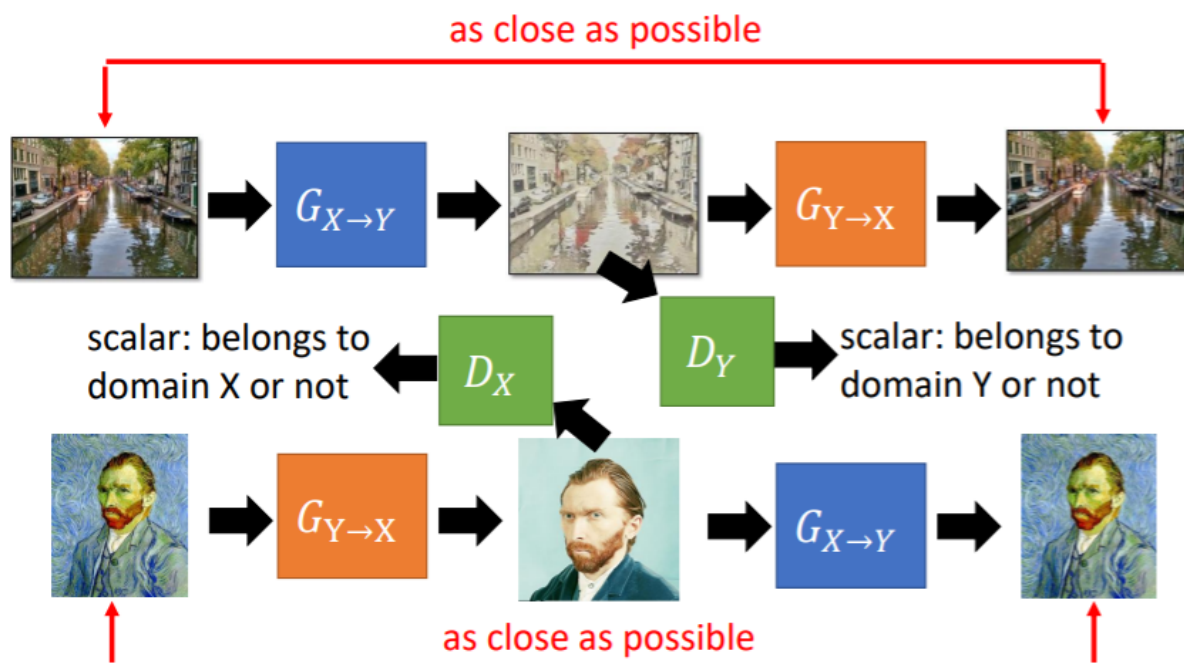 as close as possible
G_{X→Y}
G_{Y→X}
scalar: belongs to
domain X or not
D_X
D_Y
scalar: belongs to
domain Y or not
G_{Y→X}
G_{X→Y}
as close as possible